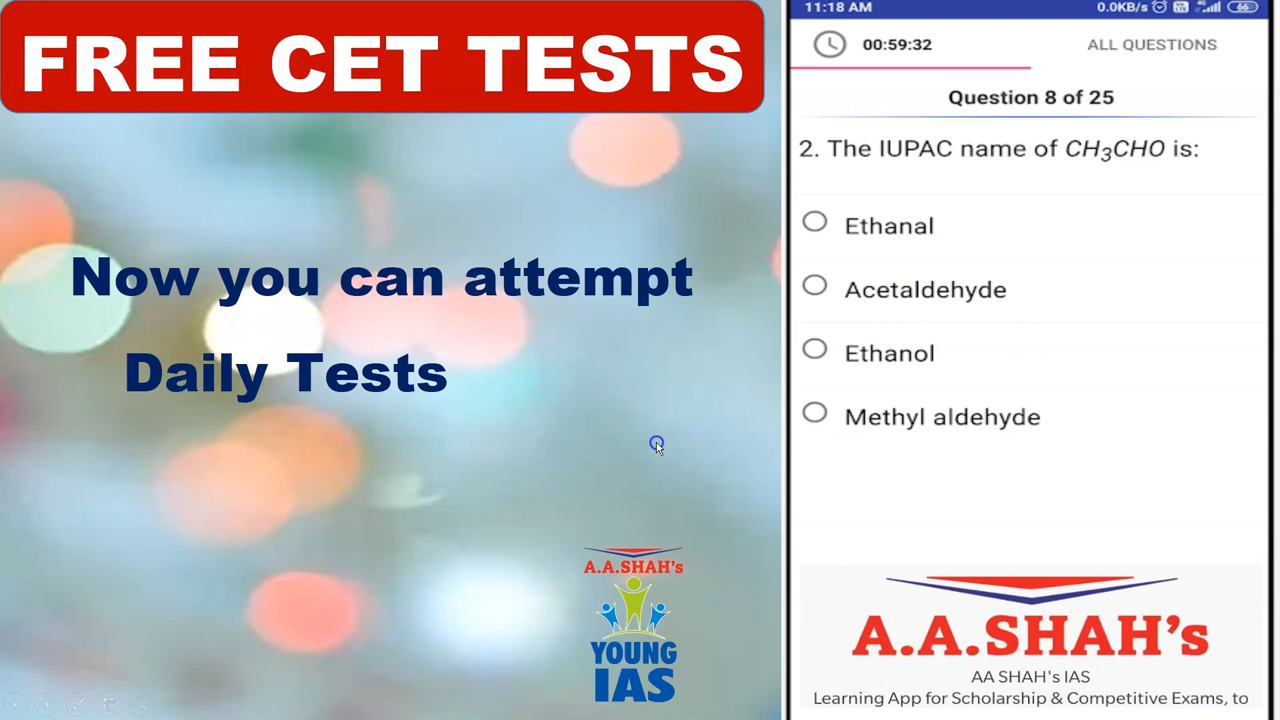 FREE CET TESTS
Now you can attempt
Daily Tests
A.A.SHAH's
YOUNG
IAS
11:18 AM
0.0KB/s
66
00:59:32
ALL QUESTIONS
Question 8 of 25
2. The IUPAC name of CH₃CHO is:
Ethanal
Acetaldehyde
Ethanol
Methyl aldehyde
A.A.SHAH's
AA SHAH's IAS
Learning App for Scholarship & Competitive Exams, to